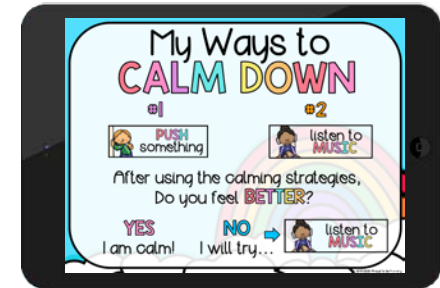 My Ways to
CALM DOWN
#1 #2
PUSH something
listen to MUSIC
After using the calming strategies,
Do you feel BETTER?
YES
I am calm!
NO
I will try...
listen to MUSIC